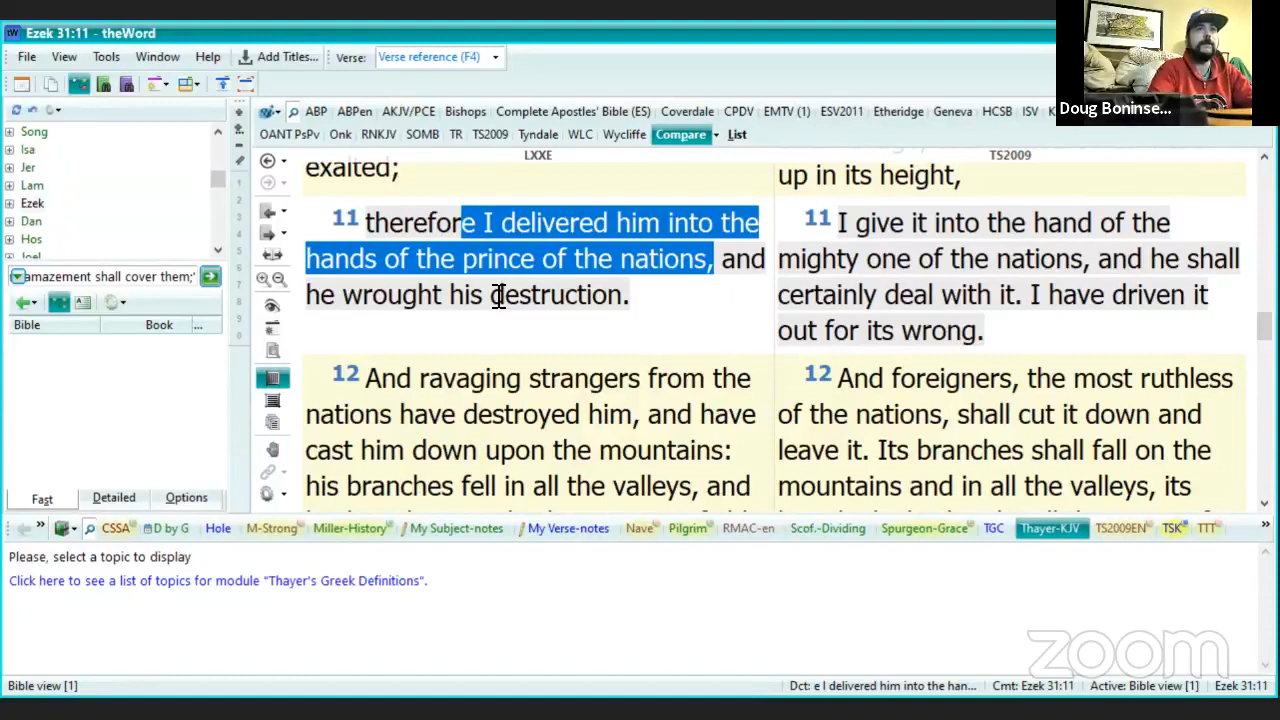 Ezek 31:11 - theWord
File View Tools Window Help Add Titles... Verse: Verse reference (F4)
Doug Boninse...
ABP ABPen AKJV/PCE Bishops Complete Apostles' Bible (ES) Coverdale CPDV EMTV (1) ESV2011 Etheridge Geneva HCSB ISV
OANT PsPv Onk RNKJV SOMB TR TS2009 Tyndale WLC Wycliffe Compare List
Song
Isa
Jer
Lam
Ezek
Dan
Hos
Joel
amazement shall cover them;'
Bible Book ...
Fast Detailed Options
LXXE
exalted;
11 therefore I delivered him into the
hands of the prince of the nations, and
he wrought his destruction.
12 And ravaging strangers from the
nations have destroyed him, and have
cast him down upon the mountains:
his branches fell in all the valleys, and
TS2009
up in its height,
11 I give it into the hand of the
mighty one of the nations, and he shall
certainly deal with it. I have driven it
out for its wrong.
12 And foreigners, the most ruthless
of the nations, shall cut it down and
leave it. Its branches shall fall on the
mountains and in all the valleys, its
CSSA D by G Hole M-Strong Miller-History My Subject-notes My Verse-notes Nave Pilgrim RMAC-en Scof.-Dividing Spurgeon-Grace TGC Thayer-KJV TS2009EN TSK TTT
Please, select a topic to display
Click here to see a list of topics for module "Thayer's Greek Definitions".
zoom
Bible view [1] Dct: e I delivered him into the han... Cmt: Ezek 31:11 Active: Bible view [1] Ezek 31:11